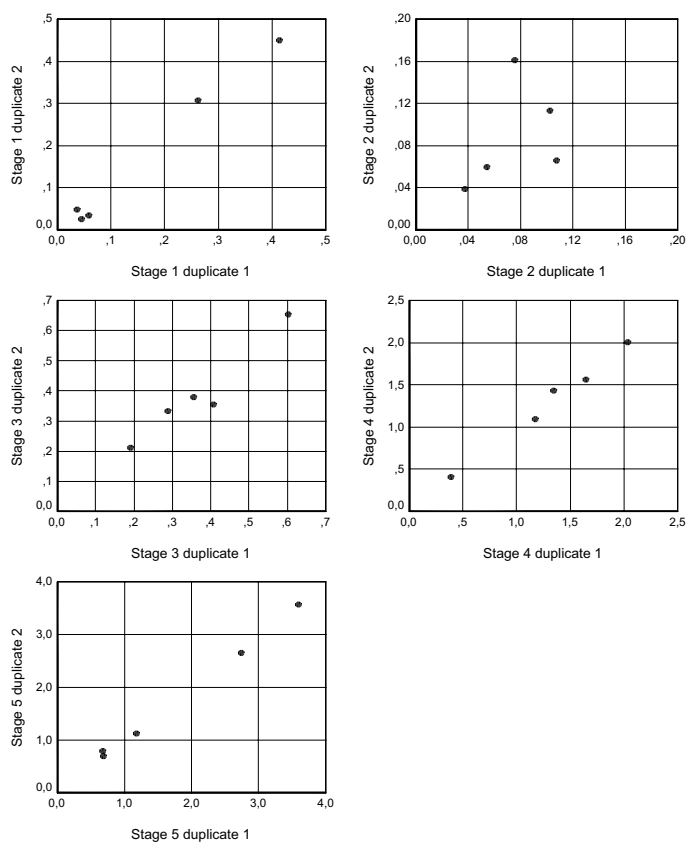 ,5
,4
,3
,2
,1
0,0
Stage 1 duplicate 2
0,0 ,1 ,2 ,3 ,4 ,5
Stage 1 duplicate 1
,20
,16
,12
,08
,04
0,00
Stage 2 duplicate 2
0,00 ,04 ,08 ,12 ,16 ,20
Stage 2 duplicate 1
,7
,6
,5
,4
,3
,2
,1
0,0
Stage 3 duplicate 2
0,0 ,1 ,2 ,3 ,4 ,5 ,6 ,7
Stage 3 duplicate 1
2,5
2,0
1,5
1,0
,5
0,0
Stage 4 duplicate 2
0,0 ,5 1,0 1,5 2,0 2,5
Stage 4 duplicate 1
4,0
3,0
2,0
1,0
0,0
Stage 5 duplicate 2
0,0 1,0 2,0 3,0 4,0
Stage 5 duplicate 1